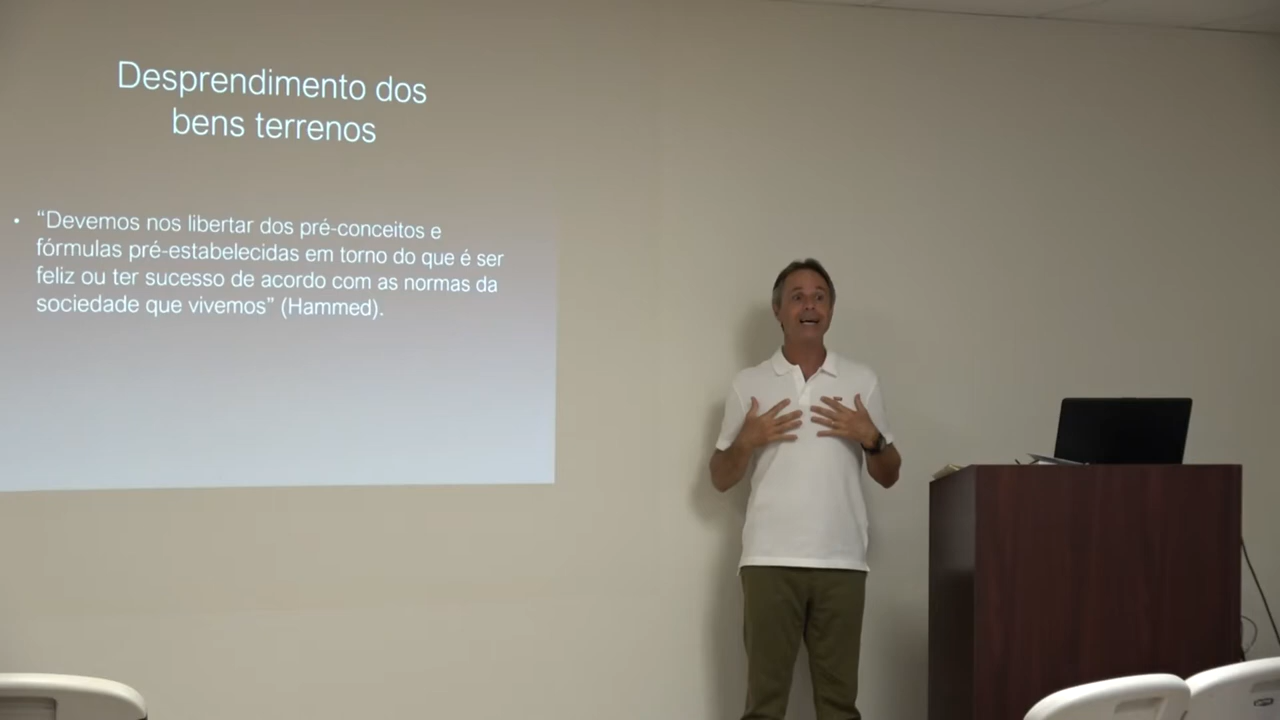 Desprendimento dos
bens terrenos
• “Devemos nos libertar dos pré-conceitos e
fórmulas pré-estabelecidas em torno do que é ser
feliz ou ter sucesso de acordo com as normas da
sociedade que vivemos” (Hammed).